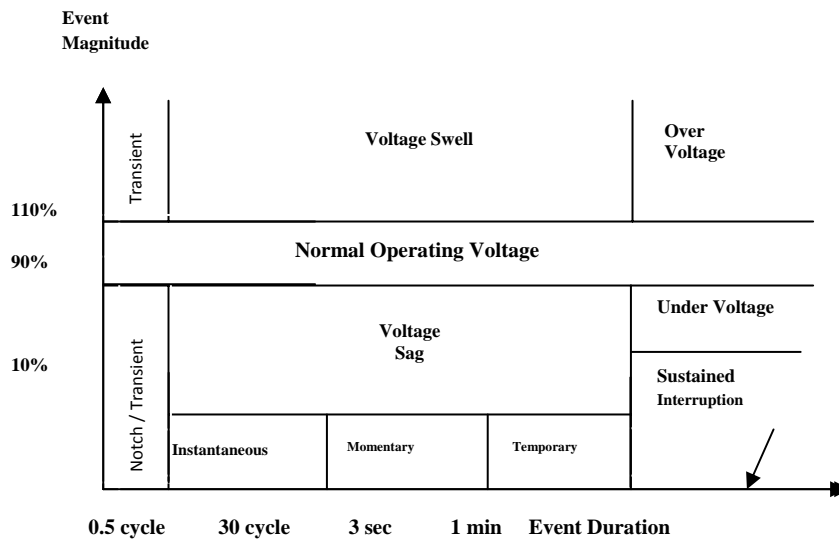 Event
Magnitude
Transient
Voltage Swell
Over
Voltage
110%
Normal Operating Voltage
90%
Notch / Transient
Voltage
Sag
Under Voltage
10%
Sustained
Interruption
Instantaneous
Momentary
Temporary
0.5 cycle 30 cycle 3 sec 1 min Event Duration